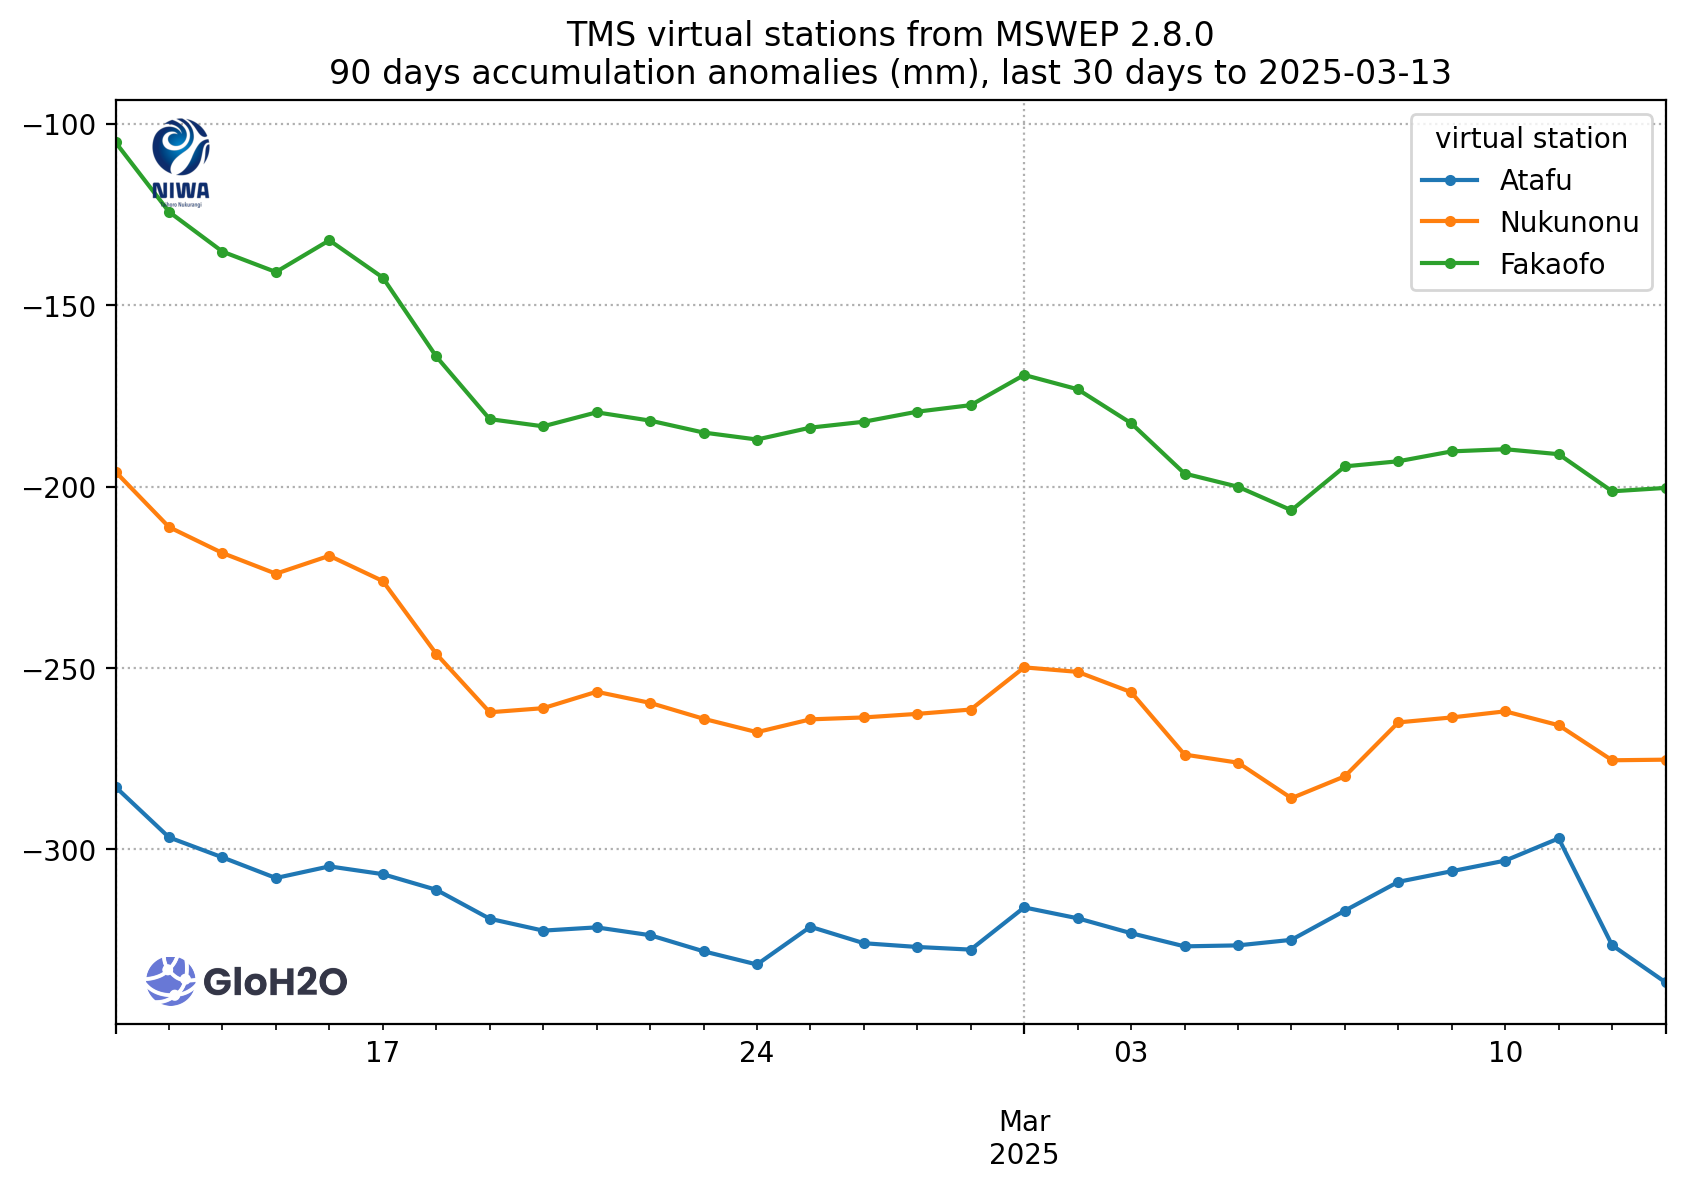 TMS virtual stations from MSWEP 2.8.0
90 days accumulation anomalies (mm), last 30 days to 2025-03-13
−100
−150
−200
−250
−300
NIWA
virtual station
Atafu
Nukunonu
Fakaofo
GloH2O
17
24
03
10
Mar
2025